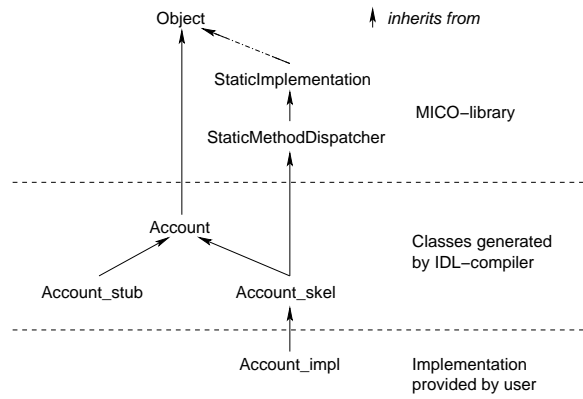 Object
inherits from
StaticImplementation
MICO−library
StaticMethodDispatcher
Account
Classes generated
by IDL−compiler
Account_stub
Account_skel
Account_impl
Implementation
provided by user